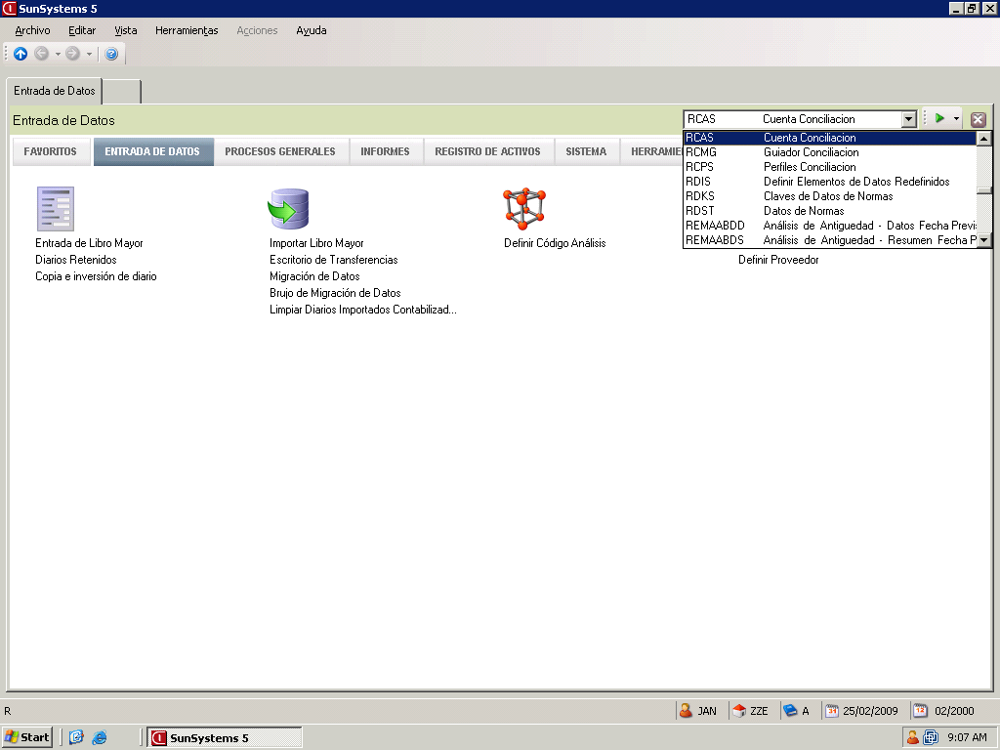 SunSystems 5
Archivo Editar Vista Herramientas Acciones Ayuda
Entrada de Datos
Entrada de Datos
RCAS Cuenta Conciliacion
FAVORITOS ENTRADA DE DATOS PROCESOS GENERALES INFORMES REGISTRO DE ACTIVOS SISTEMA HERRAMIE
RCAS Cuenta Conciliacion
RCMG Guiador Conciliacion
RCPS Perfiles Conciliacion
RDIS Definir Elementos de Datos Redefinidos
RDKS Claves de Datos de Normas
RDST Datos de Normas
REMAABDD Análisis de Antiguedad - Datos Fecha Previs
REMAABDS Análisis de Antiguedad - Resumen Fecha P
Entrada de Libro Mayor
Diarios Retenidos
Copia e inversión de diario
Importar Libro Mayor
Escritorio de Transferencias
Migración de Datos
Brujo de Migración de Datos
Limpiar Diarios Importados Contabilizad...
Definir Código Análisis
Definir Proveedor
R
JAN ZZE A 25/02/2009 02/2000
Start SunSystems 5 9:07 AM